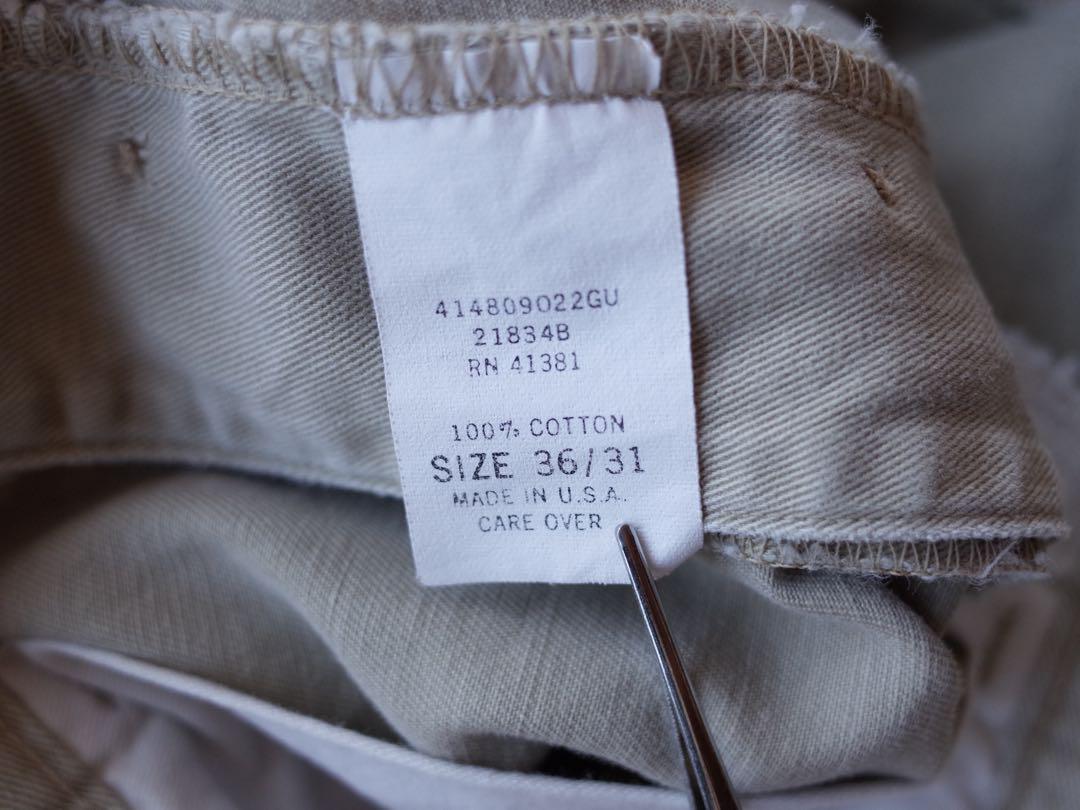 414809022GU
21834B
RN 41381
100% COTTON
SIZE 36/31
MADE IN U.S.A.
CARE OVER